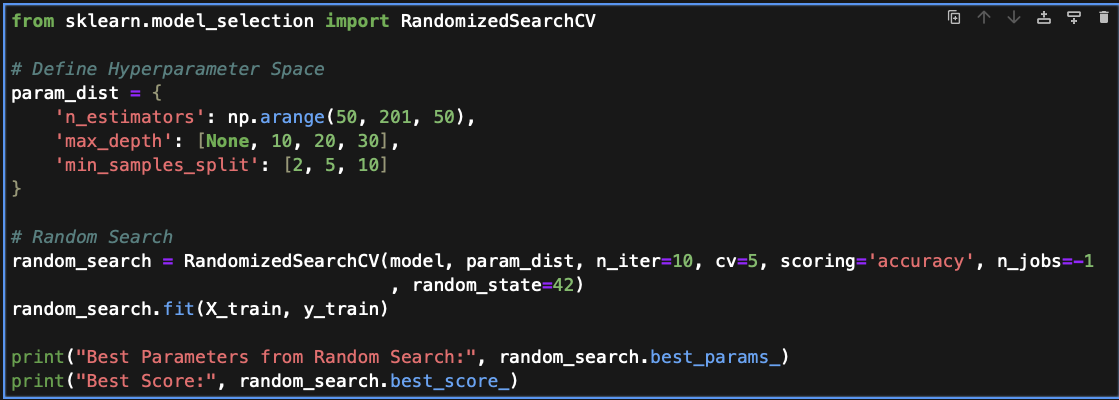 from sklearn.model_selection import RandomizedSearchCV
# Define Hyperparameter Space
param_dist = {
    'n_estimators': np.arange(50, 201, 50),
    'max_depth': [None, 10, 20, 30],
    'min_samples_split': [2, 5, 10]
}
# Random Search
random_search = RandomizedSearchCV(model, param_dist, n_iter=10, cv=5, scoring='accuracy', n_jobs=-1
                                   , random_state=42)
random_search.fit(X_train, y_train)
print("Best Parameters from Random Search:", random_search.best_params_)
print("Best Score:", random_search.best_score_)